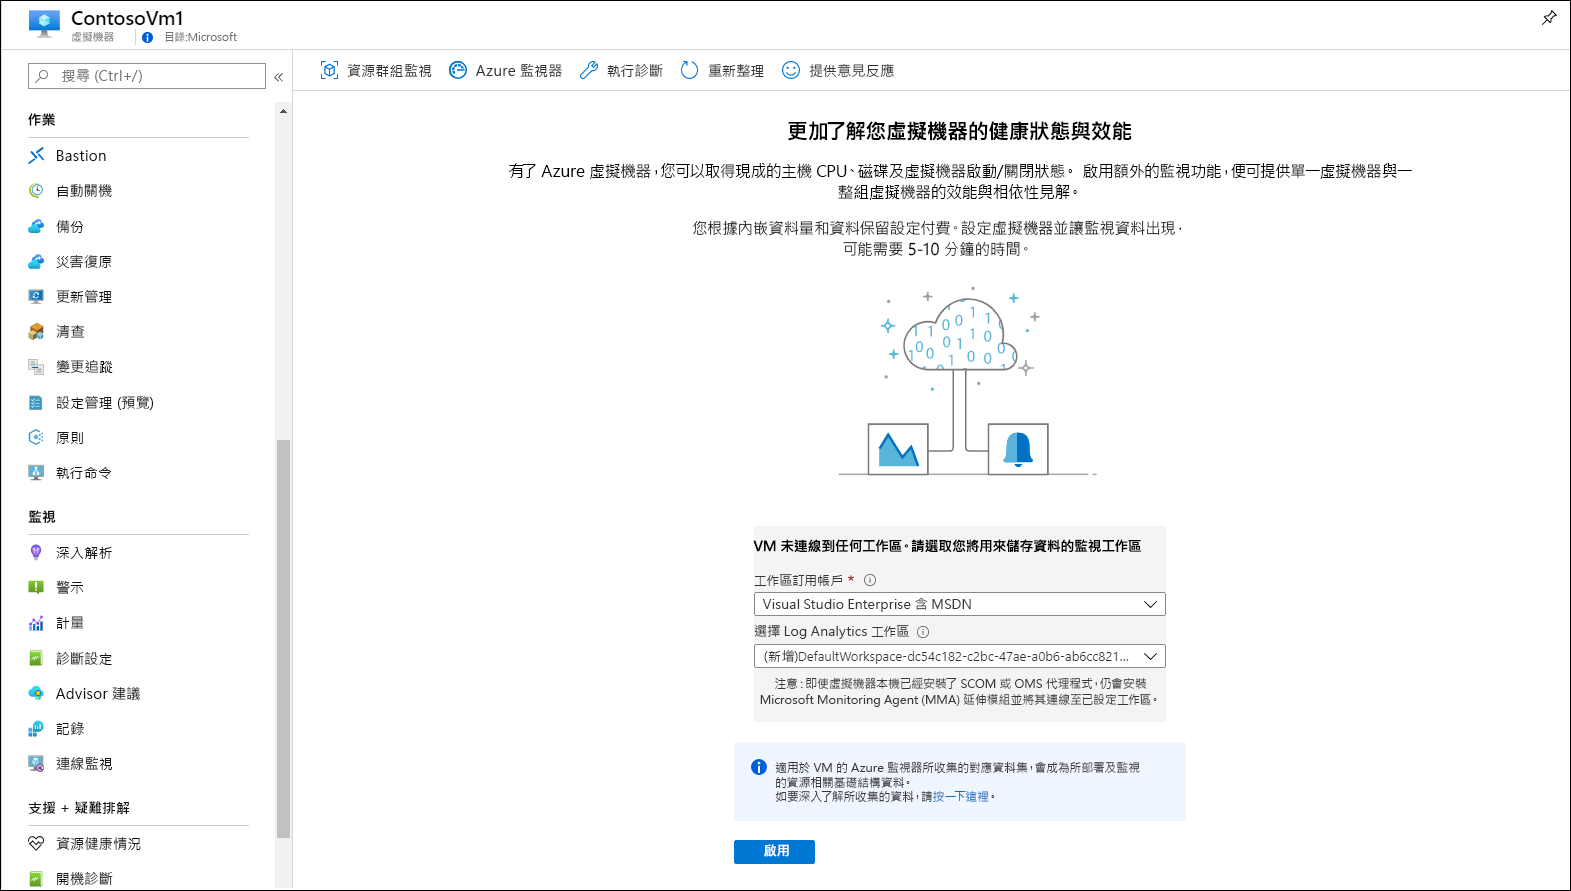 ContosoVm1
虛擬機器
目錄:Microsoft
搜尋 (Ctrl+/)
«
資源群組監視
Azure 監視器
執行診斷
重新整理
提供意見反應
作業
Bastion
自動關機
備份
災害復原
更新管理
清查
變更追蹤
設定管理 (預覽)
原則
執行命令
監視
深入解析
警示
計量
診斷設定
Advisor 建議
記錄
連線監視
支援 + 疑難排解
資源健康情況
開機診斷
更加了解您虛擬機器的健康狀態與效能
有了 Azure 虛擬機器,您可以取得現成的主機 CPU、磁碟及虛擬機器啟動/關閉狀態。 啟用額外的監視功能,便可提供單一虛擬機器與一
整組虛擬機器的效能與相依性見解。
您根據內嵌資料量和資料保留設定付費。設定虛擬機器並讓監視資料出現,
可能需要 5-10 分鐘的時間。
VM 未連線到任何工作區。請選取您將用來儲存資料的監視工作區
工作區訂用帳戶 *
Visual Studio Enterprise 含 MSDN
選擇 Log Analytics 工作區
(新增)DefaultWorkspace-dc54c182-c2bc-47ae-a0b6-ab6cc821...
注意:即使虛擬機器本機已經安裝了 SCOM 或 OMS 代理程式,仍會安裝
Microsoft Monitoring Agent (MMA) 延伸模組並將其連線至已設定工作區。
適用於 VM 的 Azure 監視器所收集的對應資料集,會成為所部署及監視
的資源相關基礎結構資料。
如要深入了解所收集的資料,請按一下這裡。
啟用